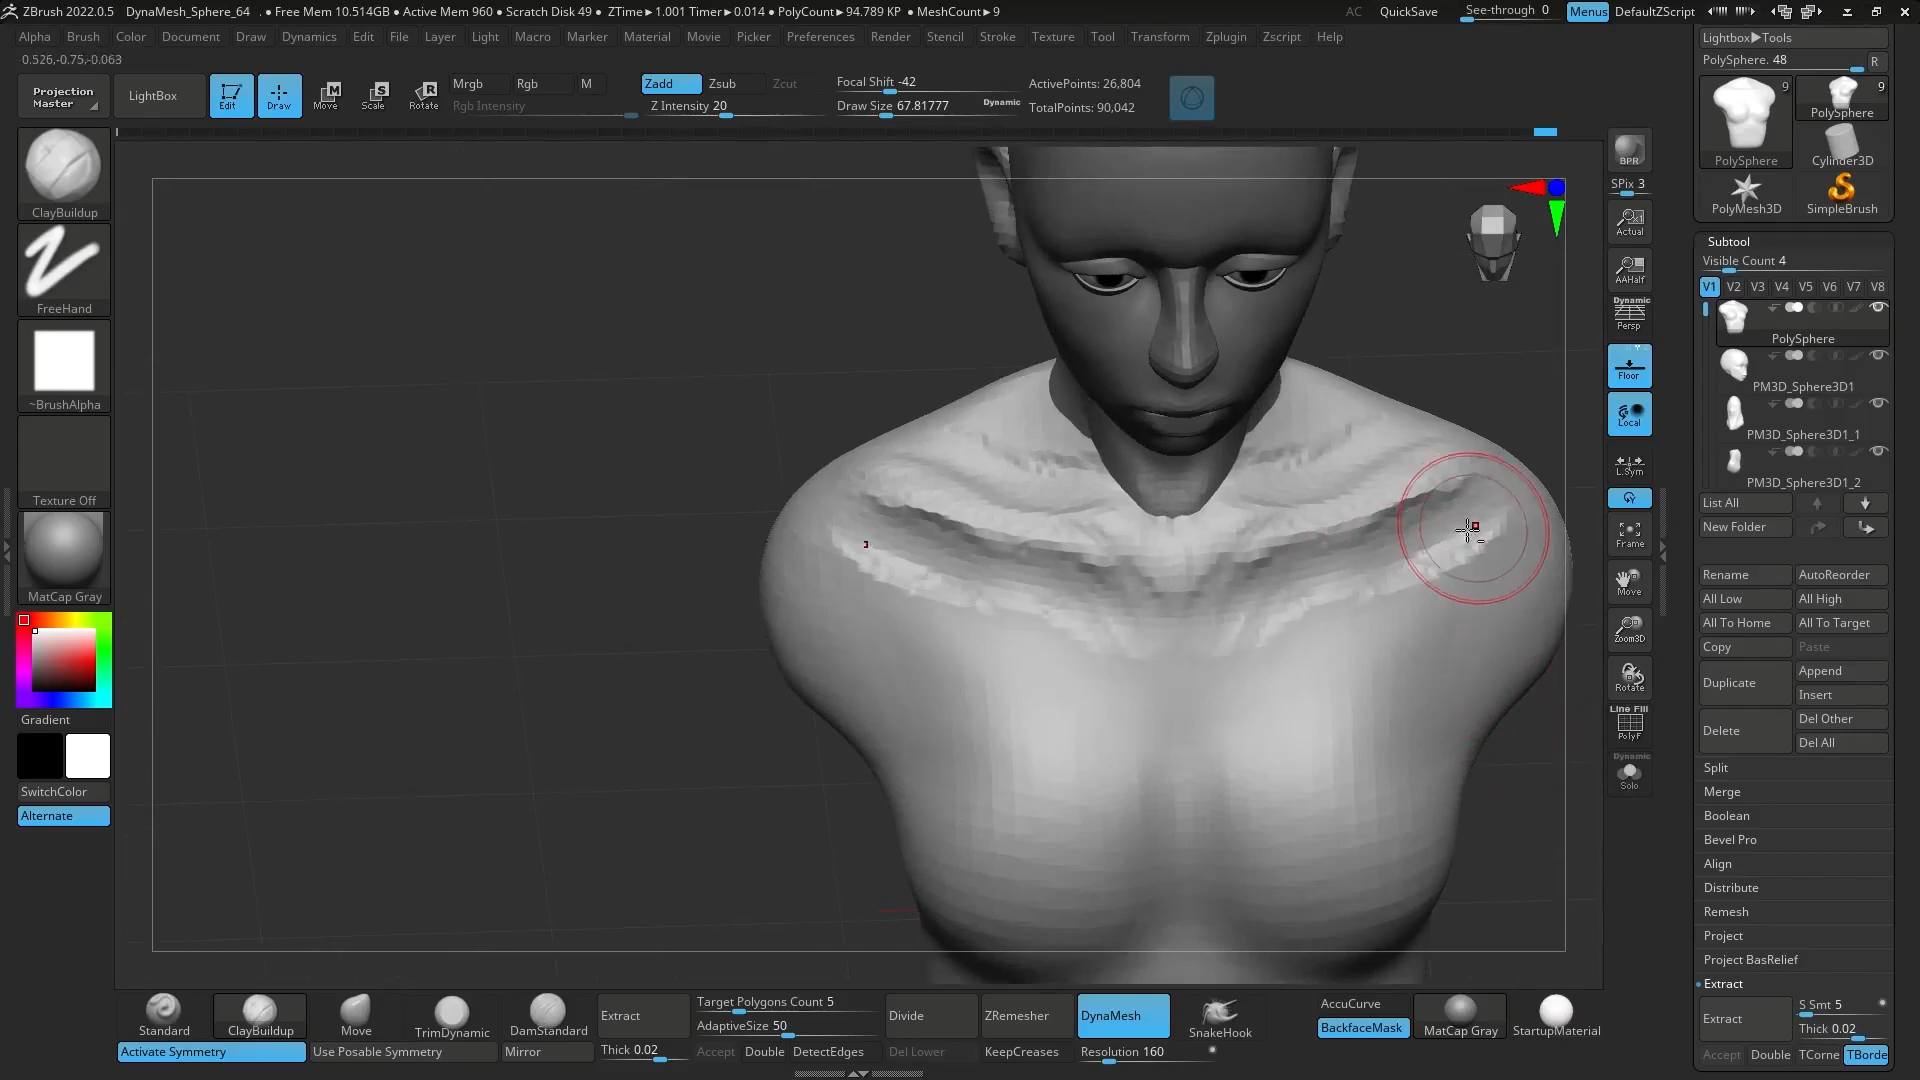 ZBrush 2022.0.5 DynaMesh_Sphere_64 . • Free Mem 10.514GB • Active Mem 960 • Scratch Disk 49 • ZTime►1.001 Timer►0.014 • PolyCount►94.789 KP • MeshCount►9 AC QuickSave See-through 0 Menus DefaultZScript
Alpha Brush Color Document Draw Dynamics Edit File Layer Light Macro Marker Material Movie Picker Preferences Render Stencil Stroke Texture Tool Transform Zplugin Zscript Help
0.526,-0.75,-0.063
Projection Master
LightBox
Edit
Draw
Move
Scale
Rotate
Mrgb Rgb M
Rgb Intensity
Zadd Zsub Zcut
Z Intensity 20
Focal Shift -42
Draw Size 67.81777 Dynamic
ActivePoints: 26,804
TotalPoints: 90,042
ClayBuildup
FreeHand
~BrushAlpha
Texture Off
MatCap Gray
Gradient
SwitchColor
Alternate
BPR
SPix 3
Actual
AAHalf
Dynamic
Persp
Floor
Local
L.Sym
Frame
Move
Zoom3D
Rotate
Line Fill
PolyF
Dynamic
Solo
Lightbox►Tools
PolySphere. 48 R
9
PolySphere
9
PolySphere
Cylinder3D
PolyMesh3D
SimpleBrush
Subtool
Visible Count 4
V1 V2 V3 V4 V5 V6 V7 V8
PolySphere
PM3D_Sphere3D1
PM3D_Sphere3D1_1
PM3D_Sphere3D1_2
List All
New Folder
Rename AutoReorder
All Low All High
All To Home All To Target
Copy Paste
Duplicate Append
Insert
Delete Del Other
Del All
Split
Merge
Boolean
Bevel Pro
Align
Distribute
Remesh
Project
Project BasRelief
Extract
Extract S Smt 5
Thick 0.02
Accept Double TCorne TBorde
Standard
ClayBuildup
Move
TrimDynamic
DamStandard
Extract
Thick 0.02
Target Polygons Count 5
AdaptiveSize 50
Accept Double DetectEdges
Divide
Del Lower
ZRemesher
KeepCreases
DynaMesh
Resolution 160
SnakeHook
AccuCurve
BackfaceMask
MatCap Gray
StartupMaterial
Activate Symmetry Use Posable Symmetry Mirror